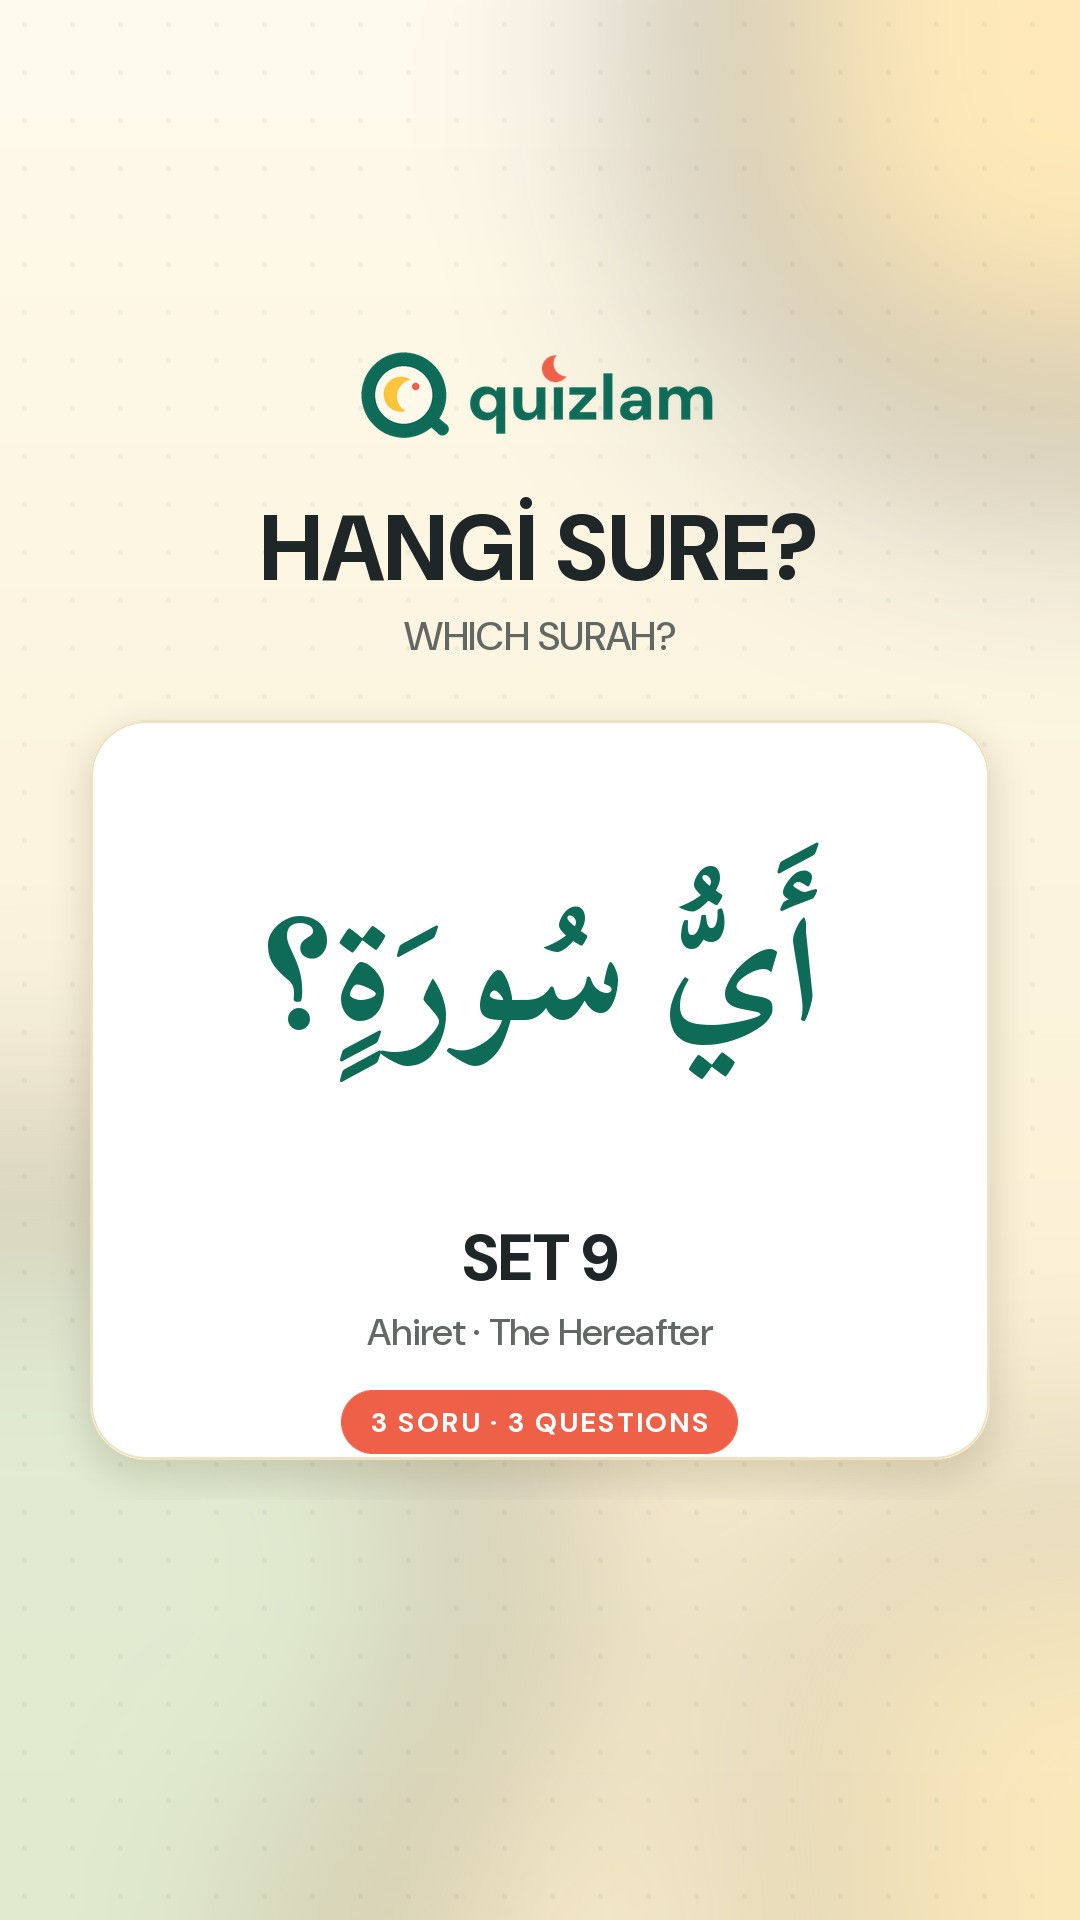 quizlam
HANGİ SURE?
WHICH SURAH?
أَيُّ سُورَةٍ؟
SET 9
Ahiret · The Hereafter
3 SORU · 3 QUESTIONS